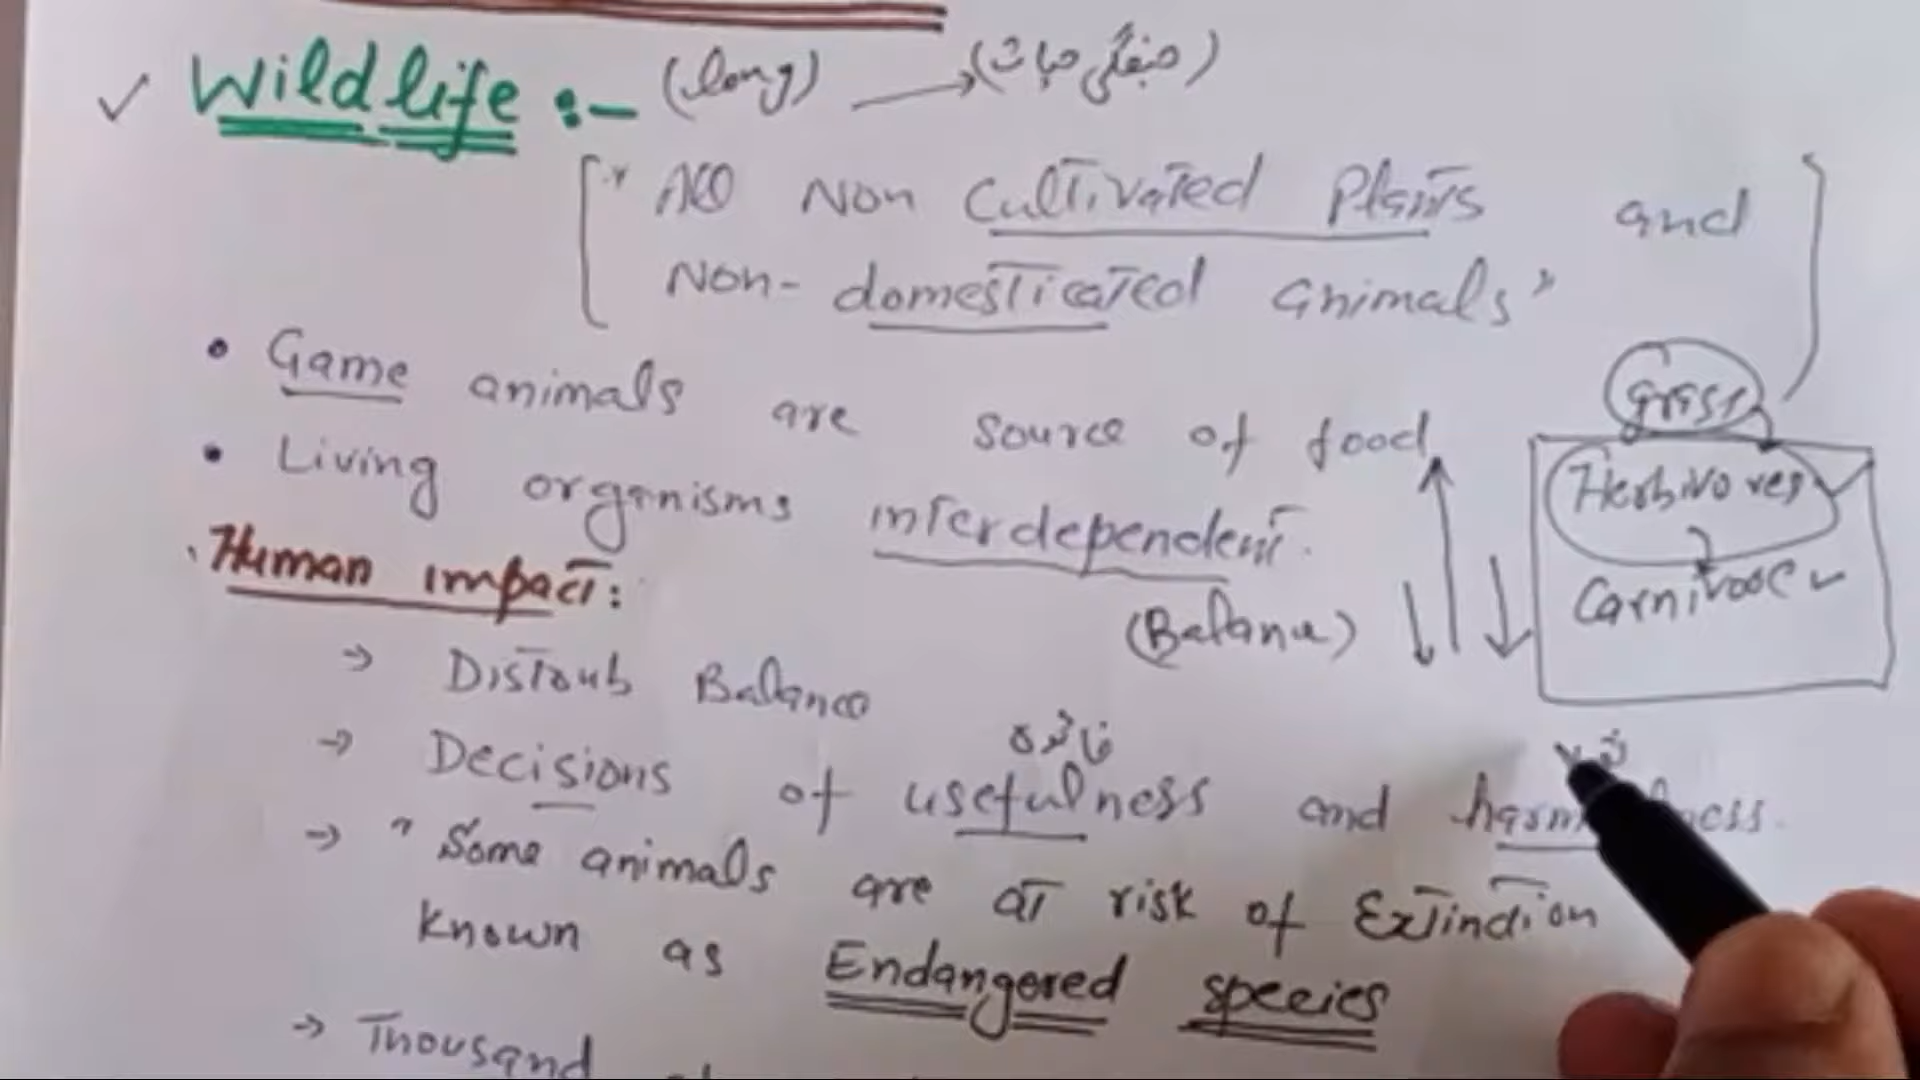 Wildlife :- (long) → (جنگلی حیات)
" All Non Cultivated Plants and
Non-domesticated animals"
• Game animals are source of food
• Living organisms interdependent.
(Balance)
Grass
Herbivores
Carnivore
Human impact:
→ Distourb Balance
→ Decisions of usefulness and
فائدہ
→ "Some animals are at risk of Extinction
known as Endangered species
→ Thousand